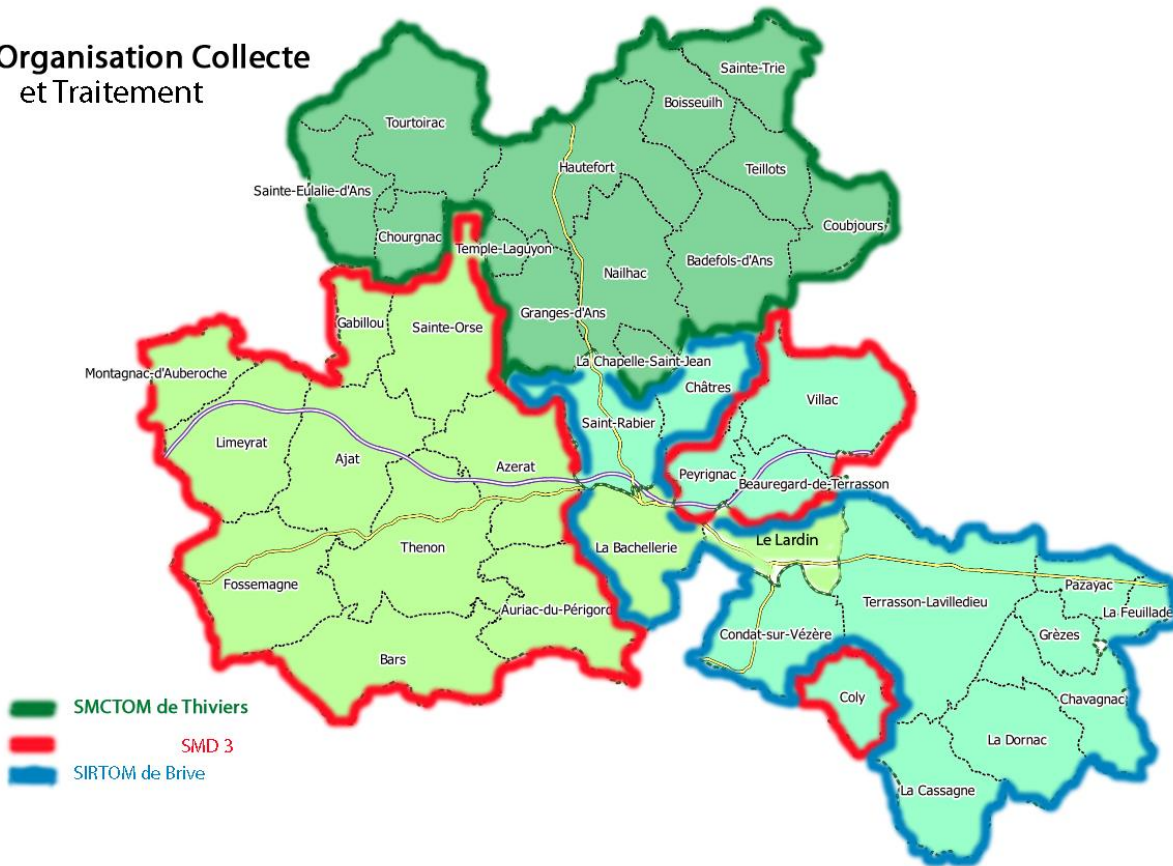 Organisation Collecte
et Traitement
Sainte-Trie
Boisseuilh
Tourtoirac
Hautefort
Teillots
Sainte-Eulalie-d'Ans
Coubjours
Chourgnac
Temple-Laguyon
Badefols-d'Ans
Nailhac
Granges-d'Ans
Gabillou
Sainte-Orse
La Chapelle-Saint-Jean
Montagnac-d'Auberoche
Châtres
Villac
Saint-Rabier
Limeyrat
Ajat
Azerat
Peyrignac
Beauregard-de-Terrasson
Le Lardin
La Bachellerie
Thenon
Fossemagne
Pazayac
Terrasson-Lavilledieu
Auriac-du-Périgord
La Feuillade
Condat-sur-Vézère
Grèzes
Bars
Coly
Chavagnac
La Dornac
La Cassagne
SMCTOM de Thiviers
SMD 3
SIRTOM de Brive